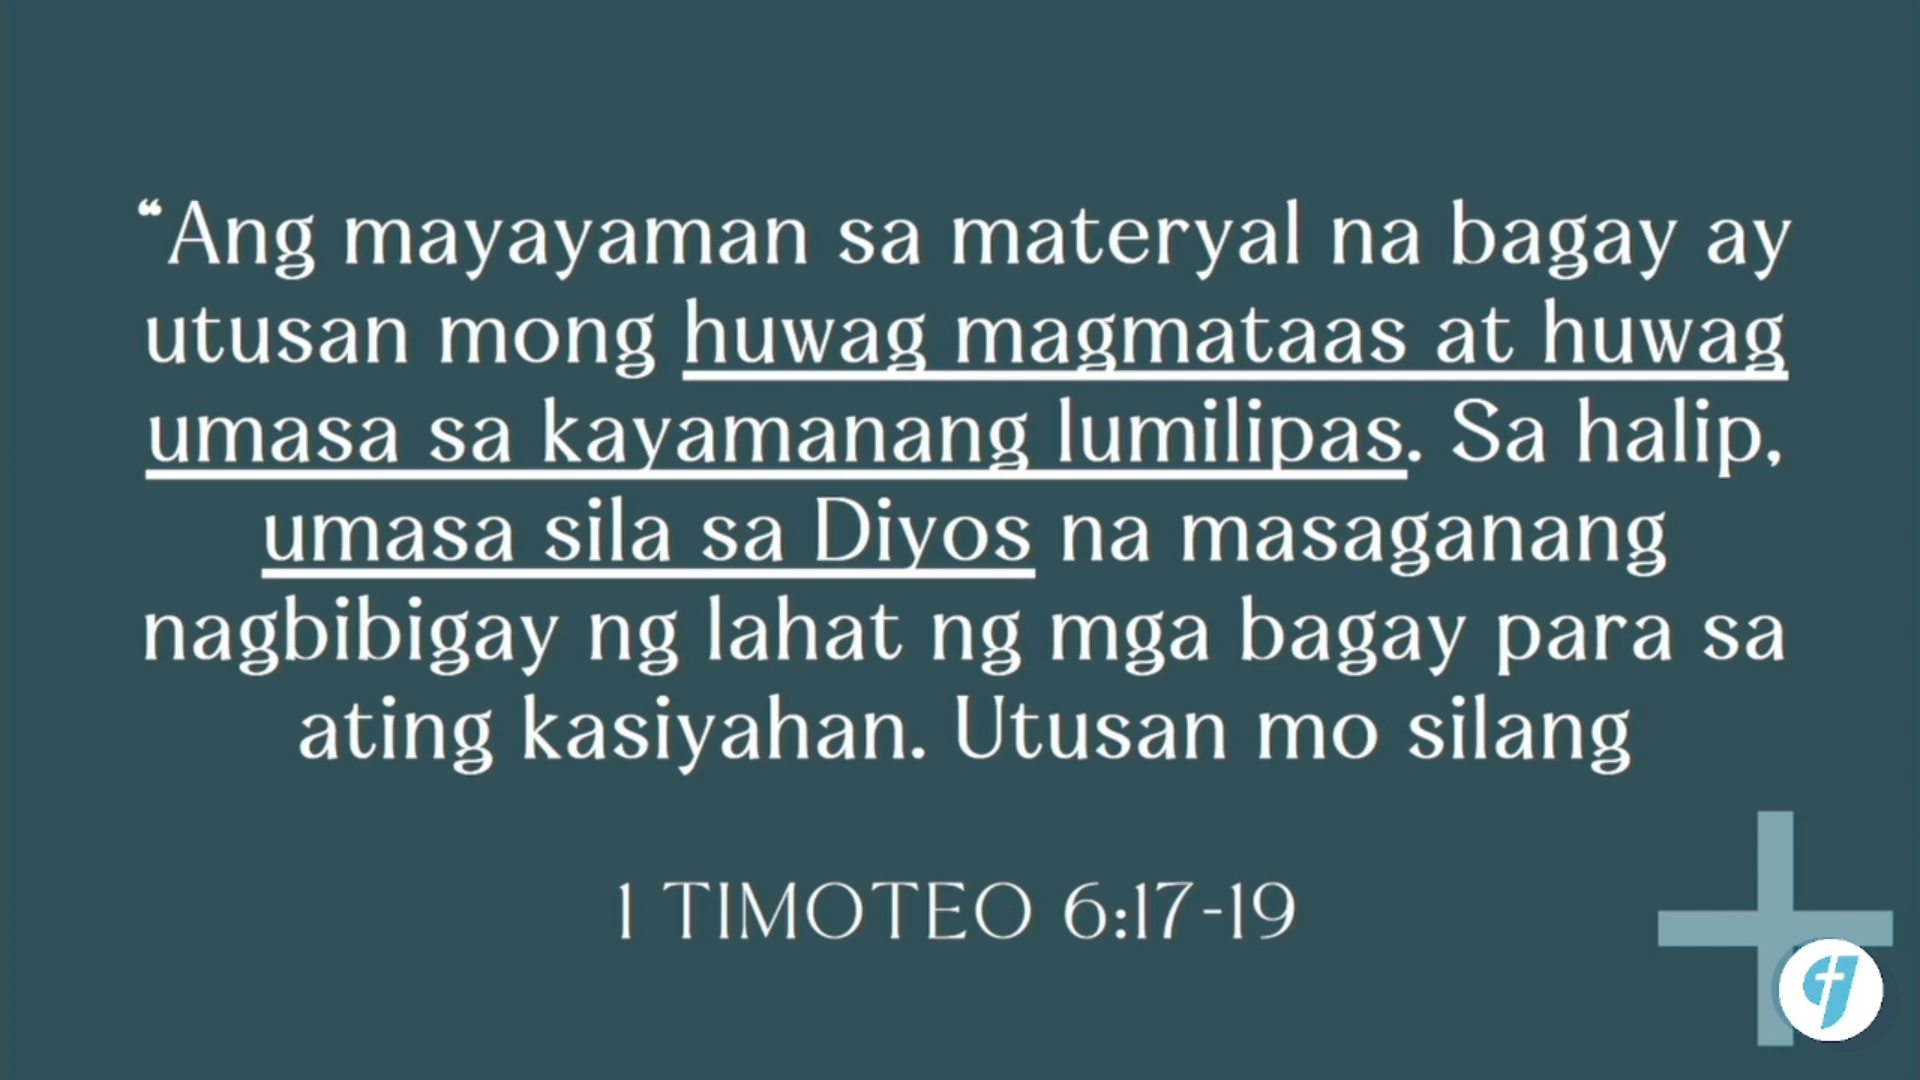 “Ang mayayaman sa materyal na bagay ay
utusan mong huwag magmataas at huwag
umasa sa kayamanang lumilipas. Sa halip,
umasa sila sa Diyos na masaganang
nagbibigay ng lahat ng mga bagay para sa
ating kasiyahan. Utusan mo silang
1 TIMOTEO 6:17-19